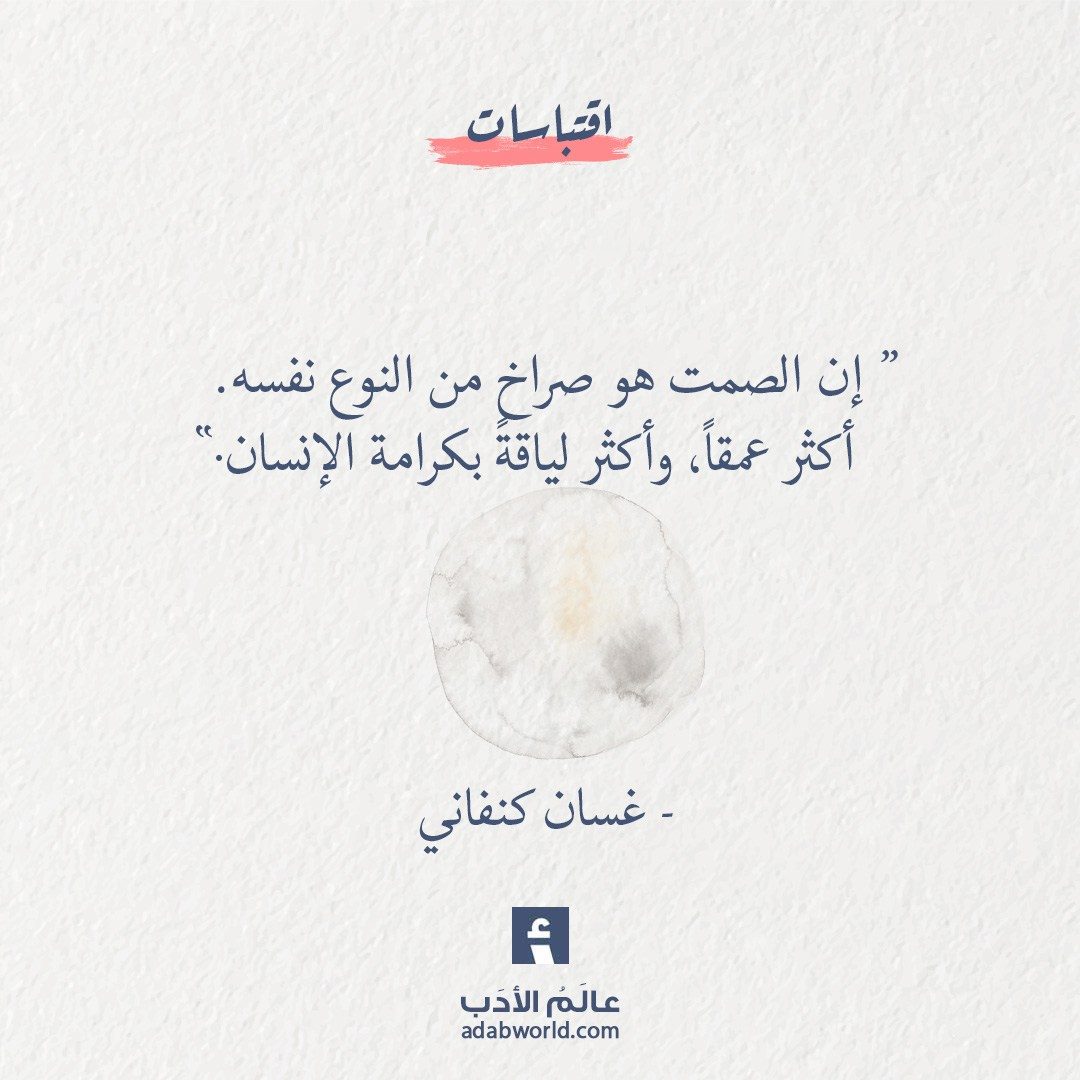 اقتباسات
” إن الصمت هو صراخ من النوع نفسه.
أكثر عمقاً، وأكثر لياقةً بكرامة الإنسان.“
- غسان كنفاني
أ
عالَمُ الأدَب
adabworld.com